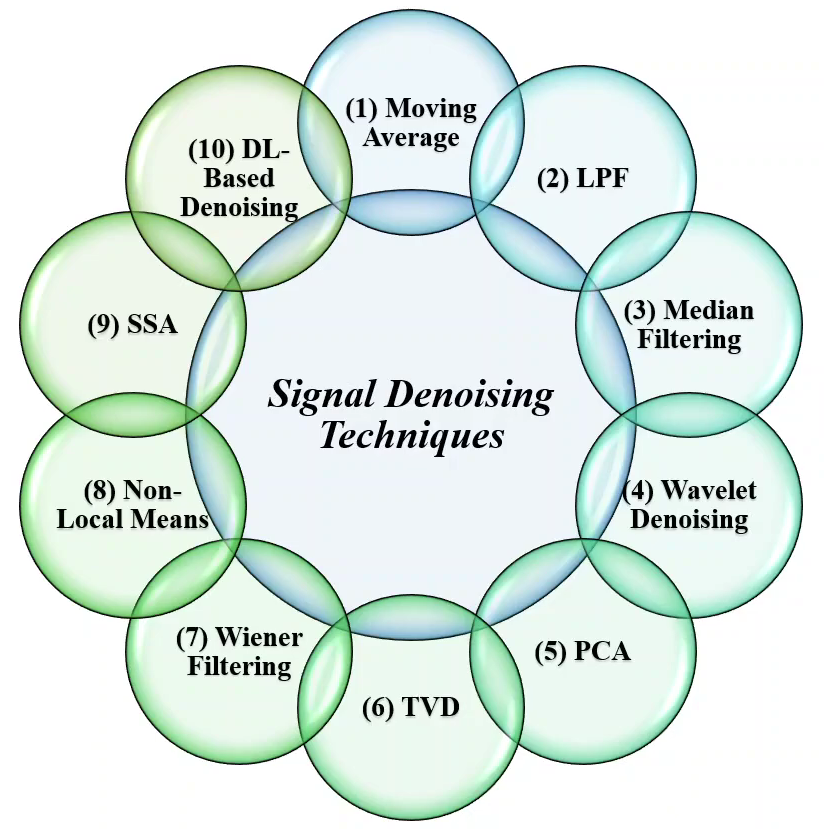 (1) Moving
Average
(2) LPF
(3) Median
Filtering
(4) Wavelet
Denoising
(5) PCA
(6) TVD
(7) Wiener
Filtering
(8) Non-
Local Means
(9) SSA
(10) DL-
Based
Denoising
Signal Denoising
Techniques